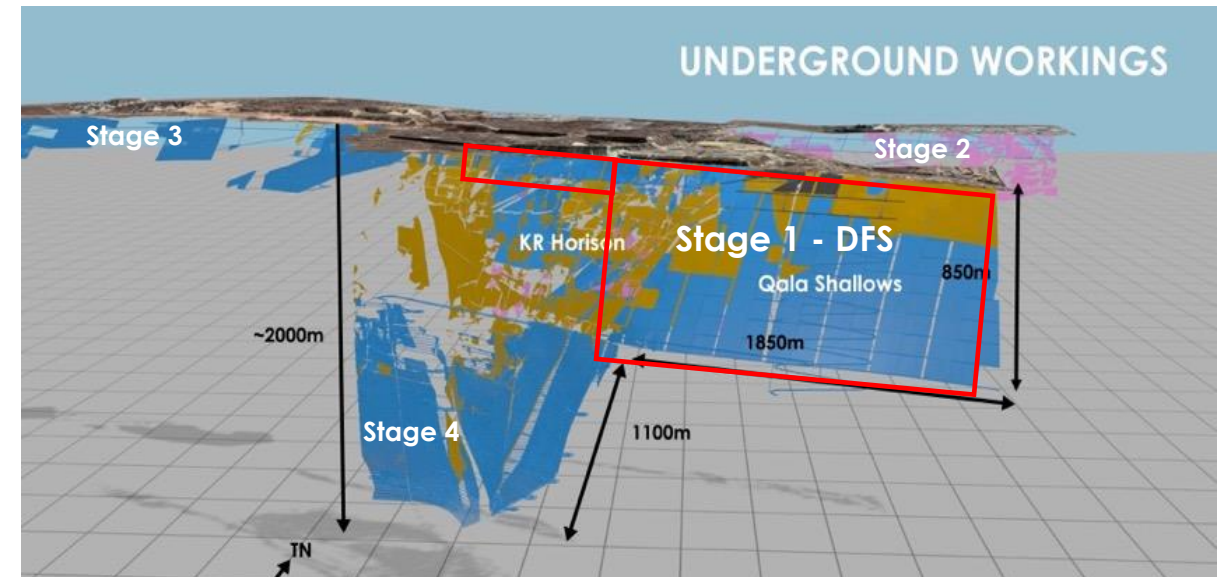 UNDERGROUND WORKINGS
Stage 3
Stage 2
KR Horison
Stage 1 - DFS
Qala Shallows
850m
~2000m
1850m
Stage 4
1100m
TN